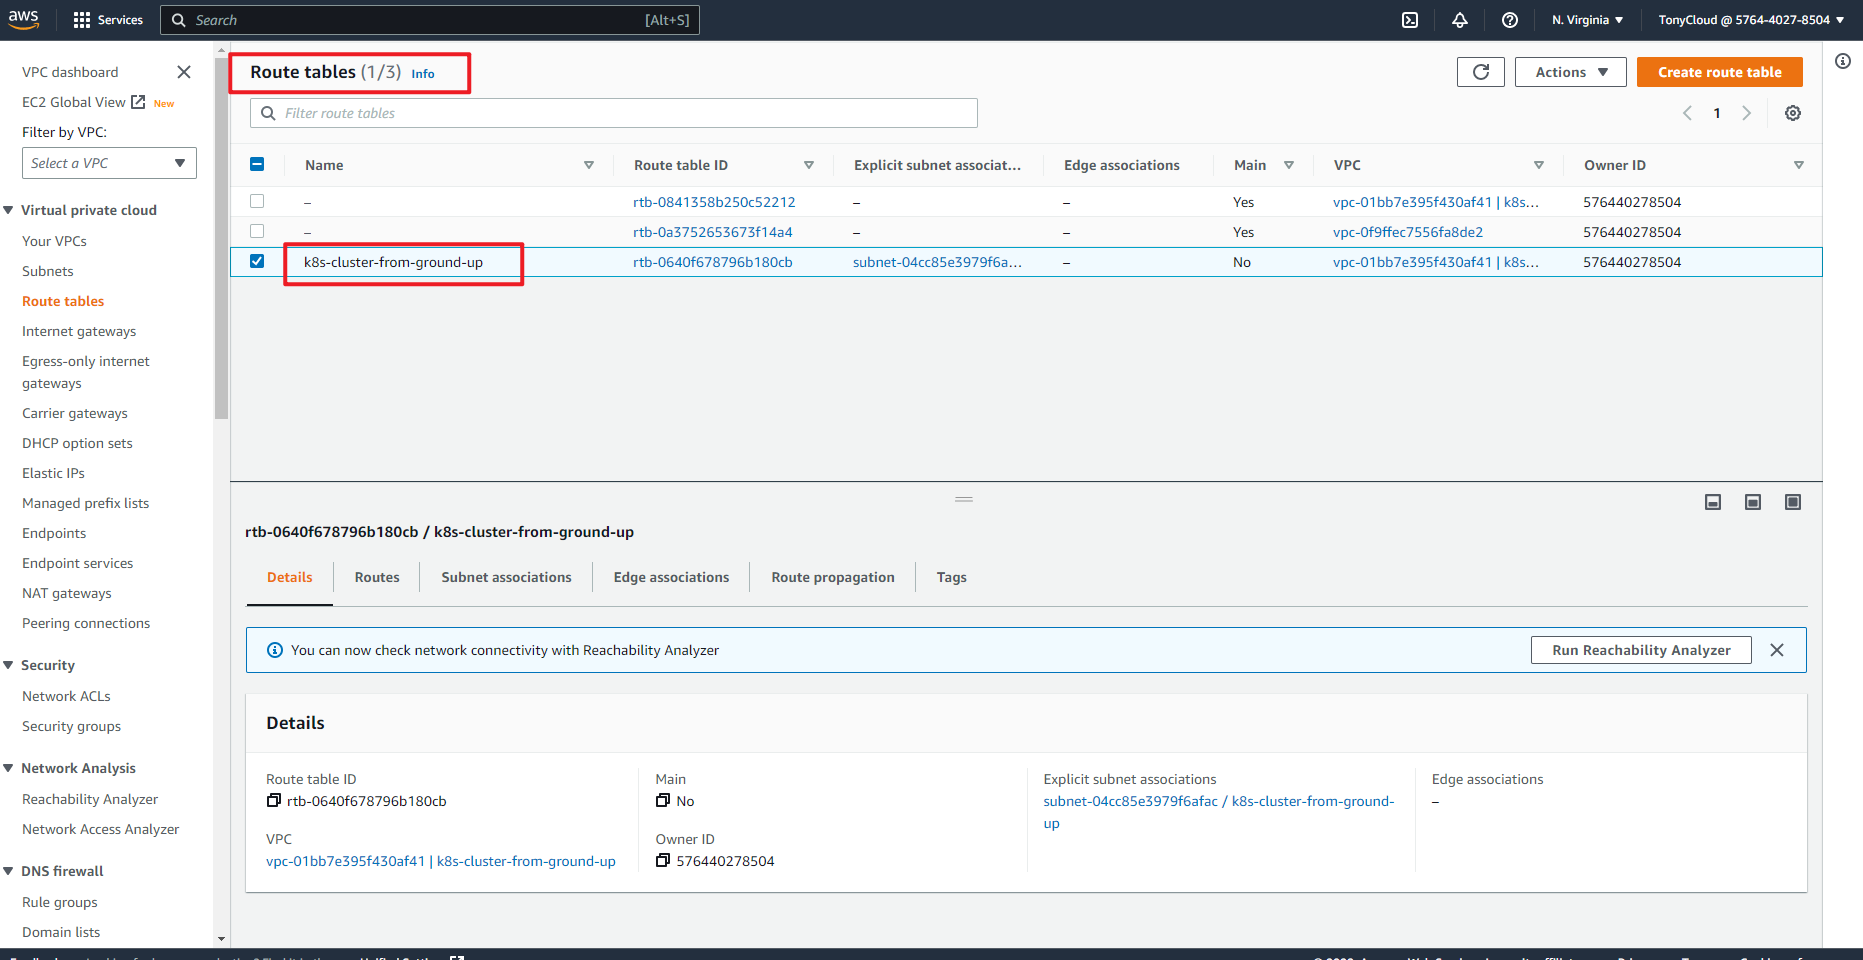 aws Services Search [Alt+S] N. Virginia TonyCloud @ 5764-4027-8504
VPC dashboard
EC2 Global View New
Filter by VPC:
Select a VPC
Virtual private cloud
Your VPCs
Subnets
Route tables
Internet gateways
Egress-only internet
gateways
Carrier gateways
DHCP option sets
Elastic IPs
Managed prefix lists
Endpoints
Endpoint services
NAT gateways
Peering connections
Security
Network ACLs
Security groups
Network Analysis
Reachability Analyzer
Network Access Analyzer
DNS firewall
Rule groups
Domain lists
Route tables (1/3) Info
Actions
Create route table
Filter route tables
1
Name Route table ID Explicit subnet associat... Edge associations Main VPC Owner ID
– rtb-0841358b250c52212 – – Yes vpc-01bb7e395f430af41 | k8s... 576440278504
– rtb-0a3752653673f14a4 – – Yes vpc-0f9ffec7556fa8de2 576440278504
k8s-cluster-from-ground-up rtb-0640f678796b180cb subnet-04cc85e3979f6a... – No vpc-01bb7e395f430af41 | k8s... 576440278504
rtb-0640f678796b180cb / k8s-cluster-from-ground-up
Details Routes Subnet associations Edge associations Route propagation Tags
You can now check network connectivity with Reachability Analyzer
Run Reachability Analyzer
Details
Route table ID
rtb-0640f678796b180cb
VPC
vpc-01bb7e395f430af41 | k8s-cluster-from-ground-up
Main
No
Owner ID
576440278504
Explicit subnet associations
subnet-04cc85e3979f6afac / k8s-cluster-from-ground-
up
Edge associations
–